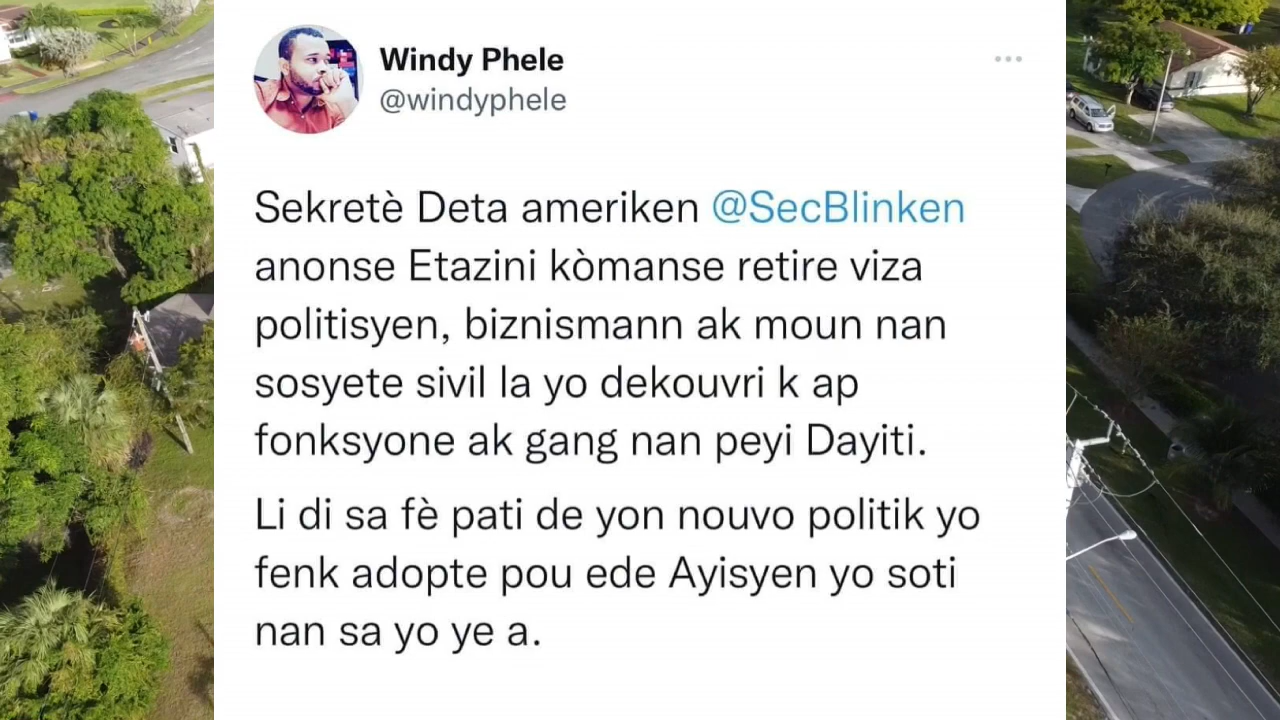 Windy Phele
@windyphele
Sekretè Deta ameriken @SecBlinken
anonse Etazini kòmanse retire viza
politisyen, biznismann ak moun nan
sosyete sivil la yo dekouvri k ap
fonksyone ak gang nan peyi Dayiti.
Li di sa fè pati de yon nouvo politik yo
fenk adopte pou ede Ayisyen yo soti
nan sa yo ye a.